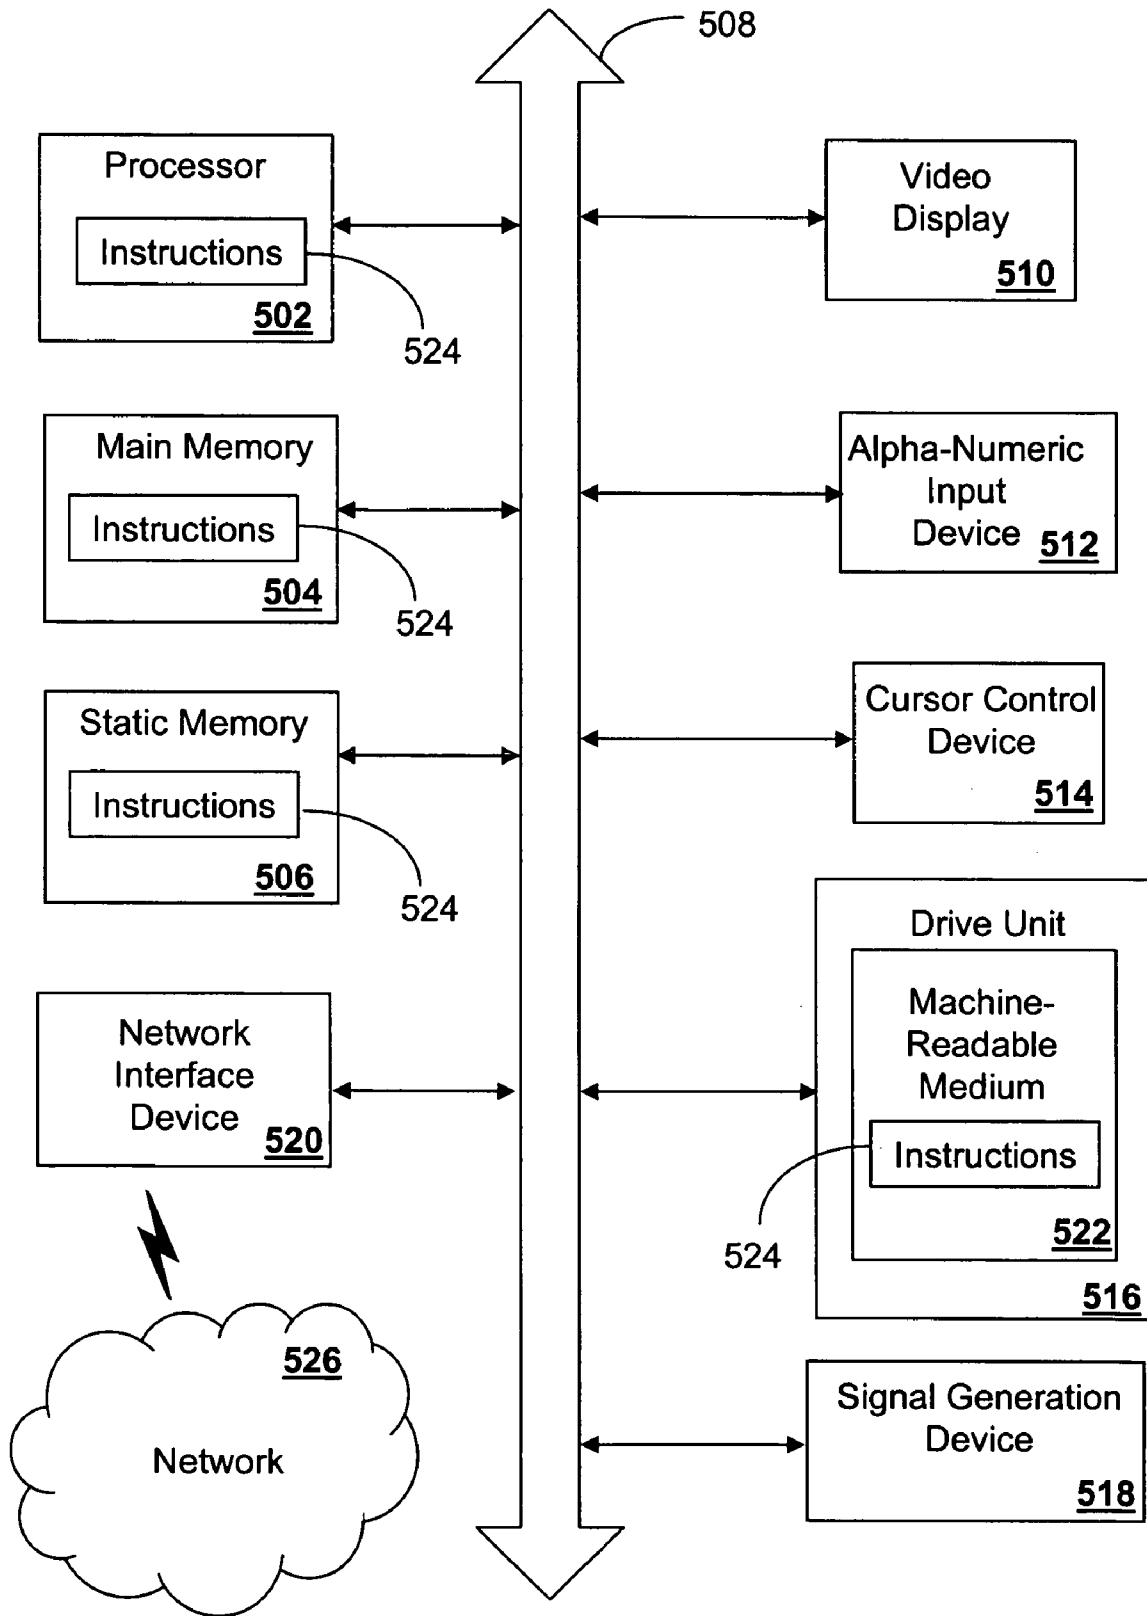 508
Processor
Instructions
502
524
Main Memory
Instructions
504
524
Static Memory
Instructions
506
524
Network
Interface
Device
520
526
Network
Video
Display
510
Alpha-Numeric
Input
Device
512
Cursor Control
Device
514
Drive Unit
Machine-
Readable
Medium
Instructions
524
522
516
Signal Generation
Device
518